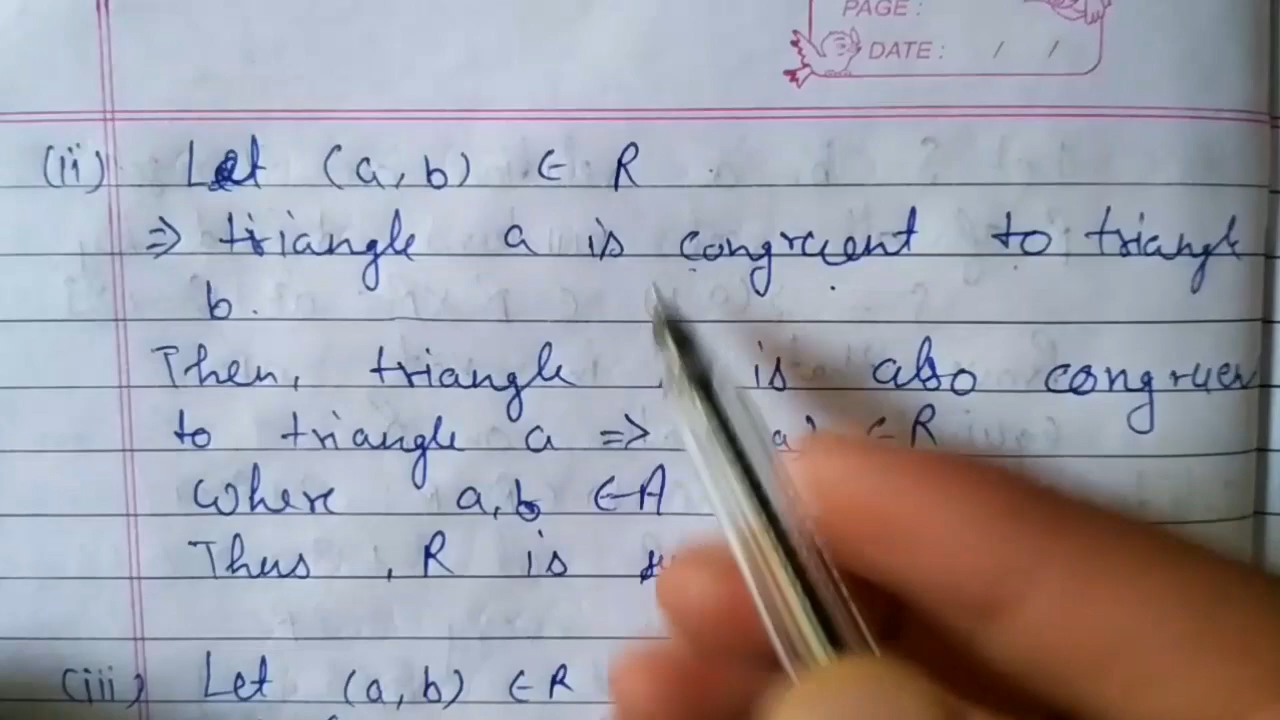 PAGE :
DATE : / /
(ii) Let (a, b) ∈ R
⇒ triangle a is congruent to triangle
b.
Then, triangle is also congruen
to triangle a ⇒ a) ∈ R
Where a, b ∈ A
Thus , R is
(iii) Let (a, b) ∈ R